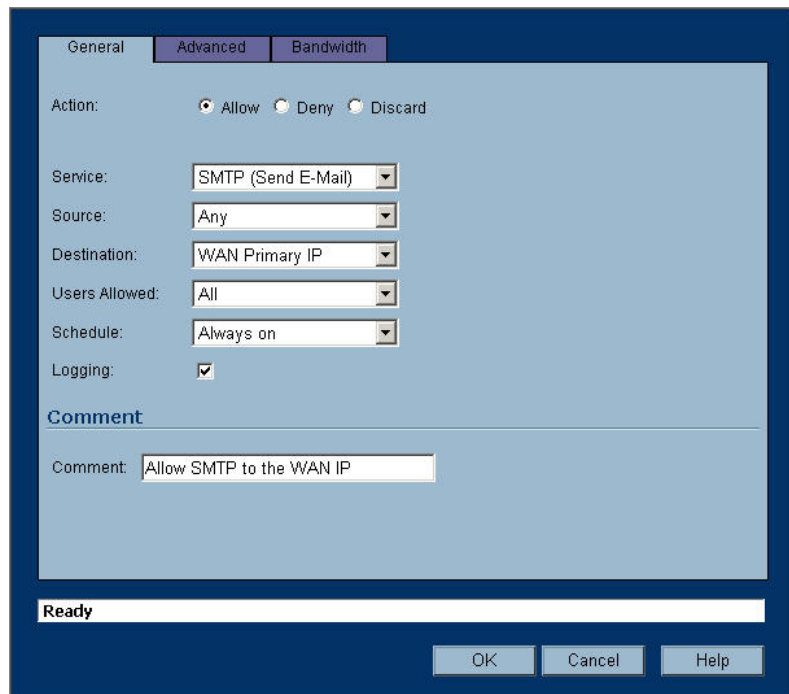 General Advanced Bandwidth
Action: Allow Deny Discard
Service: SMTP (Send E-Mail)
Source: Any
Destination: WAN Primary IP
Users Allowed: All
Schedule: Always on
Logging:
Comment
Comment: Allow SMTP to the WAN IP
Ready
OK Cancel Help